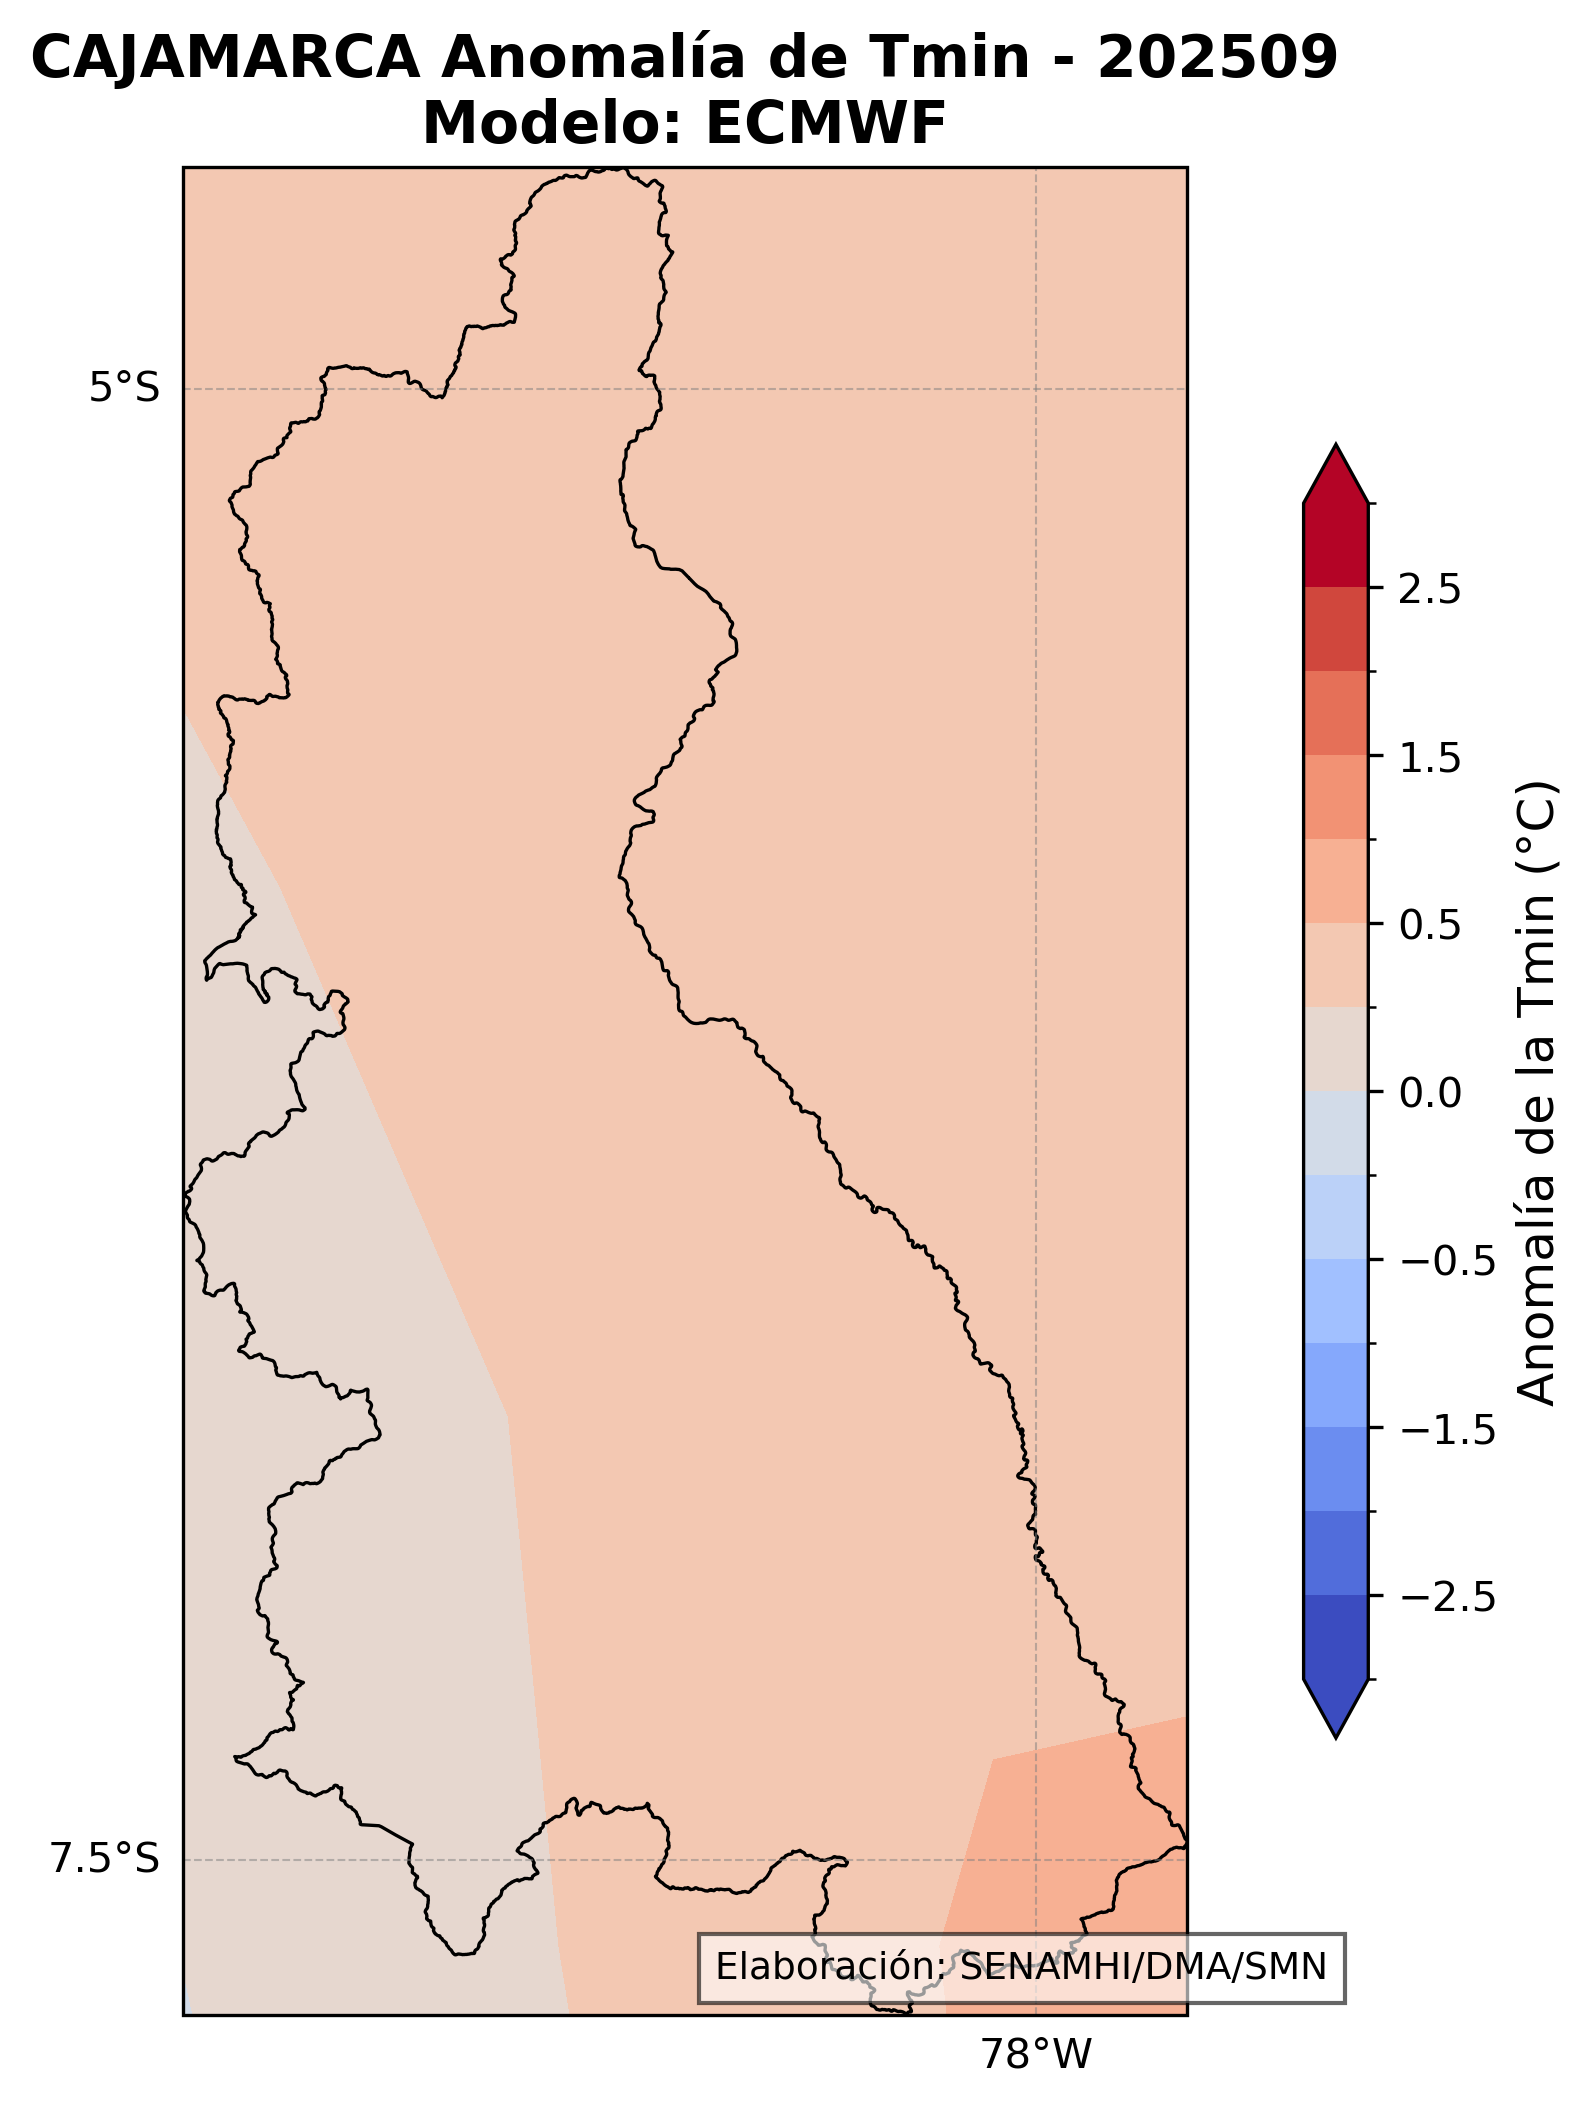 CAJAMARCA Anomalía de Tmin - 202509
Modelo: ECMWF
5°S
7.5°S
78°W
2.5
1.5
0.5
0.0
−0.5
−1.5
−2.5
Anomalía de la Tmin (°C)
Elaboración: SENAMHI/DMA/SMN